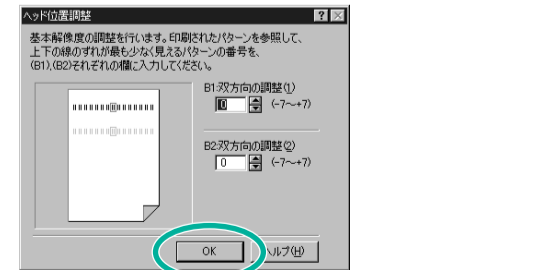 ヘッド位置調整
基本解像度の調整を行います。印刷されたパターンを参照して、
上下の線のずれが最も少なく見えるパターンの番号を、
(B1),(B2)それぞれの欄に入力してください。
B1:双方向の調整(1)
0 (-7~+7)
B2:双方向の調整(2)
0 (-7~+7)
OK
ヘルプ(H)